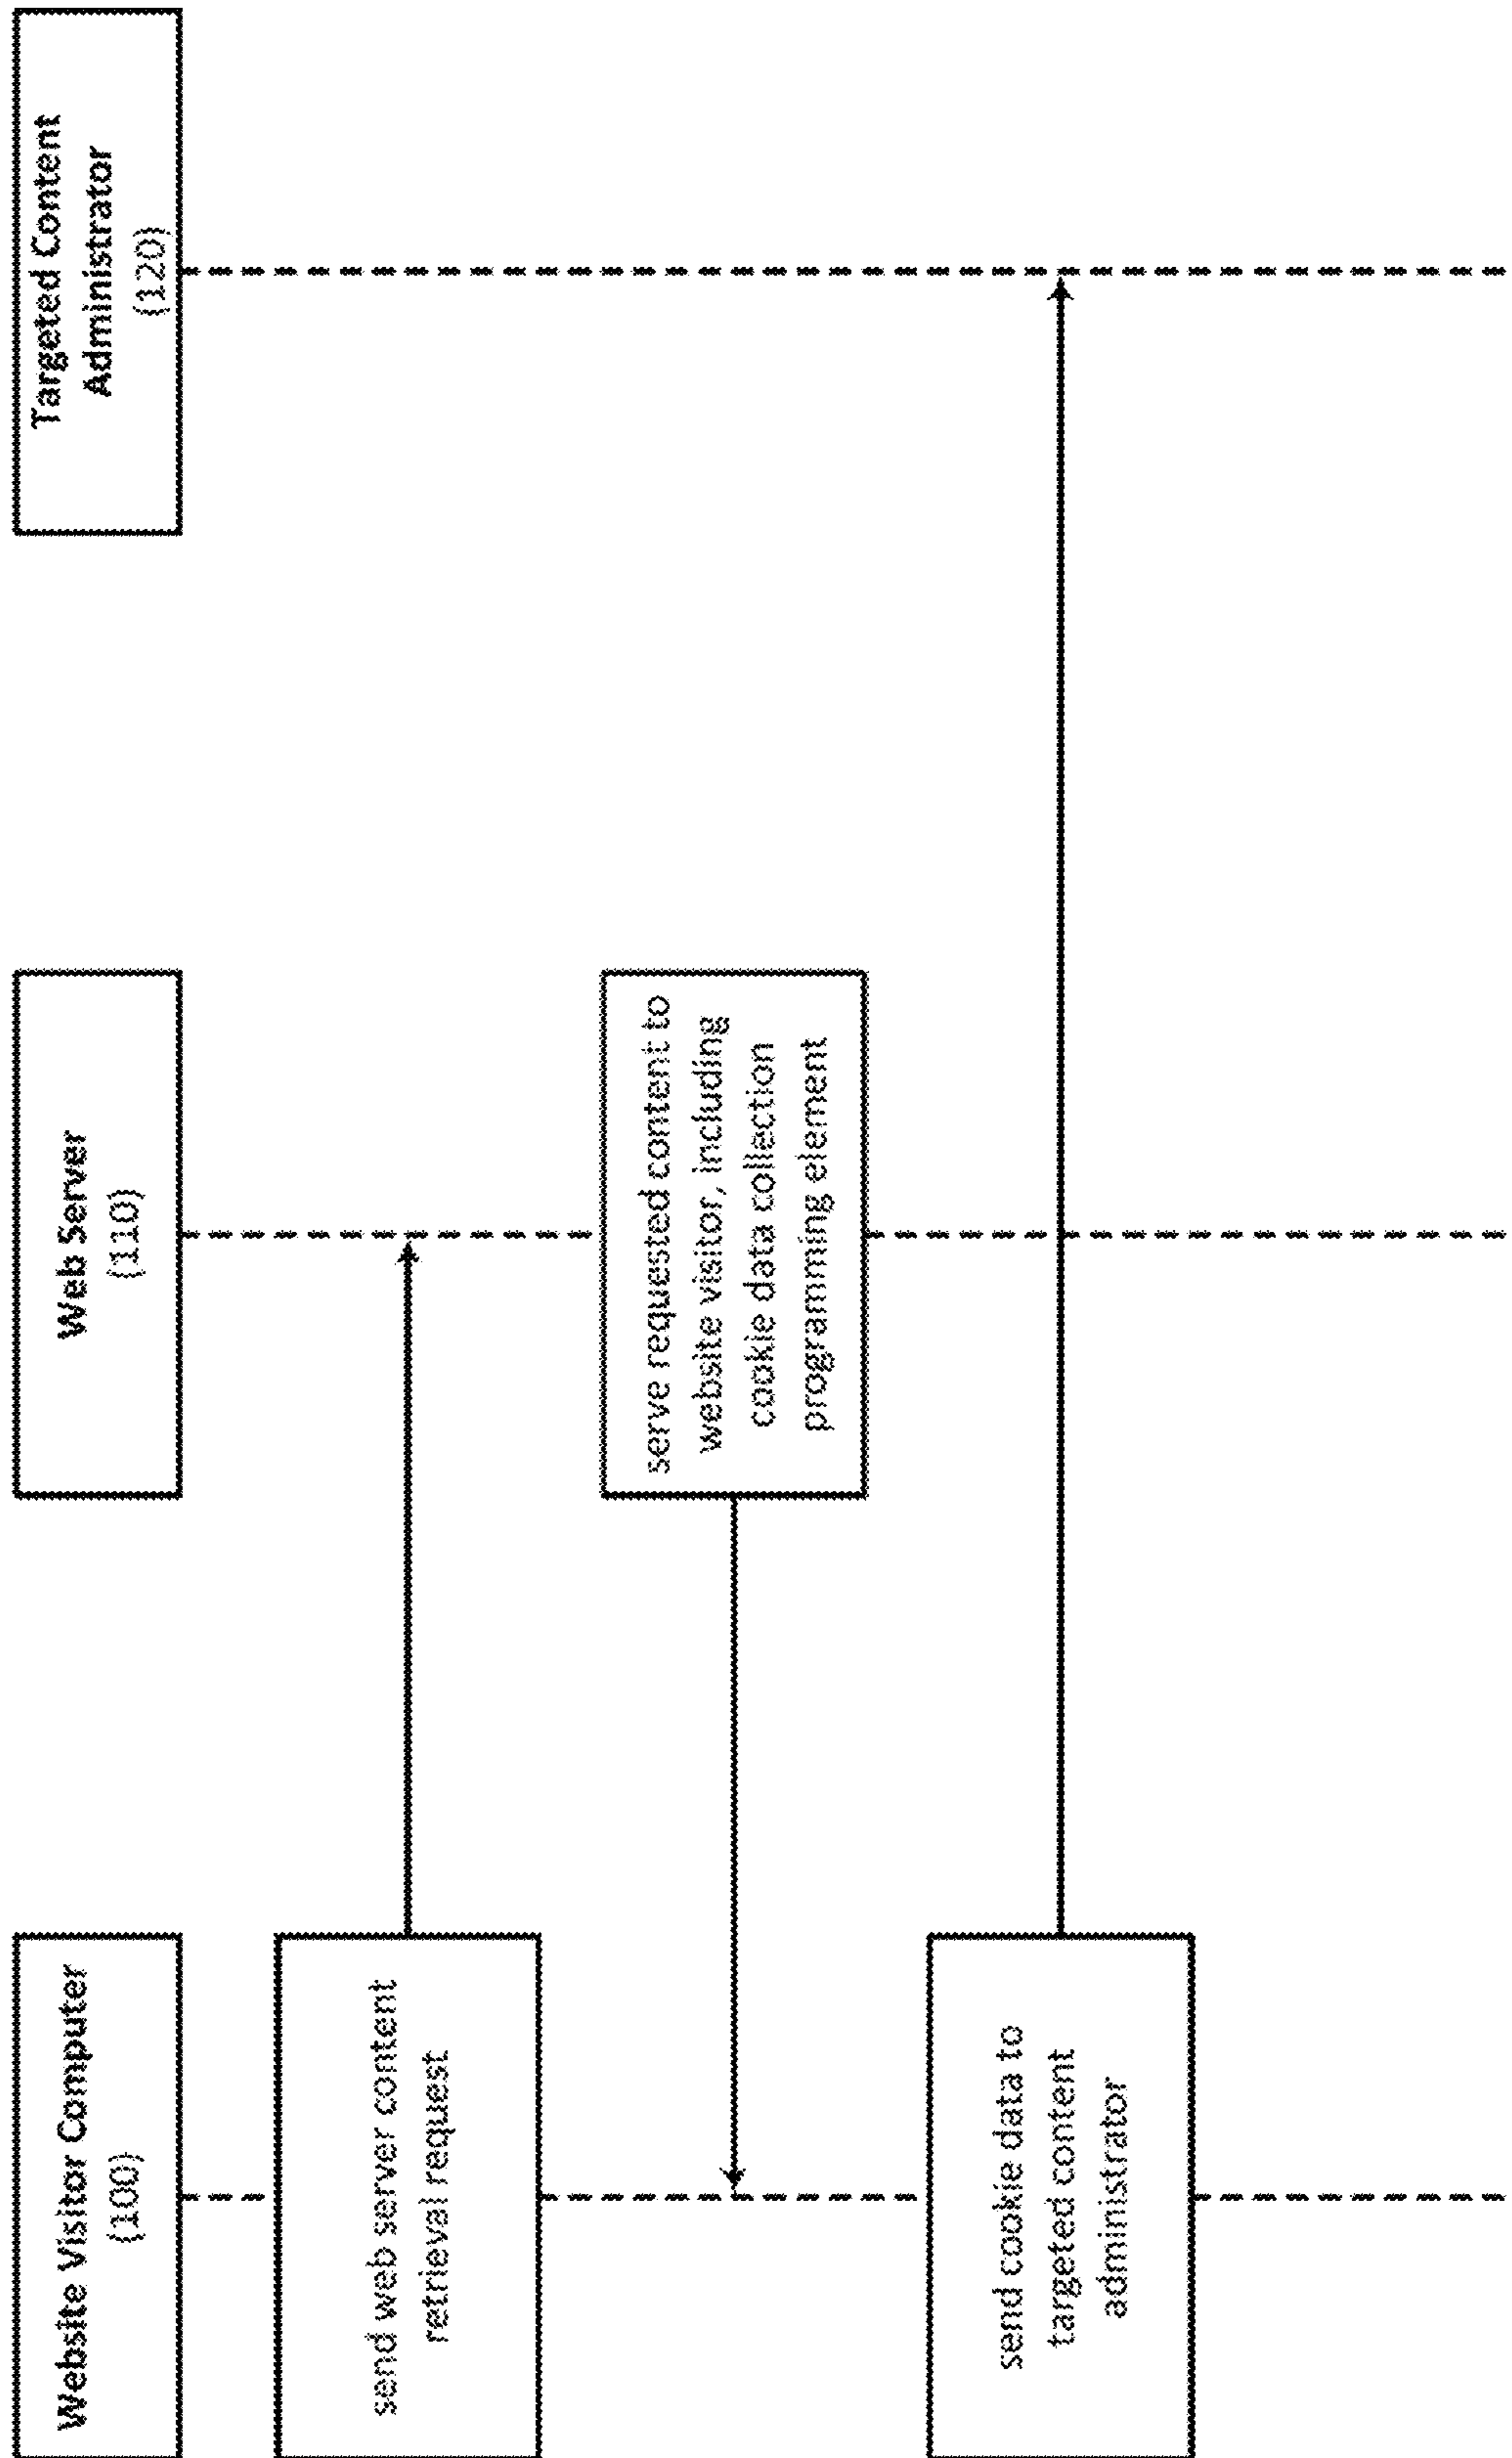 Website Visitor Computer
(100)
Web Server
(110)
Targeted Content
Administrator
(120)
send web server content
retrieval request
serve requested content to
website visitor, including
cookie data collection
programming element
send cookie data to
targeted content
administrator